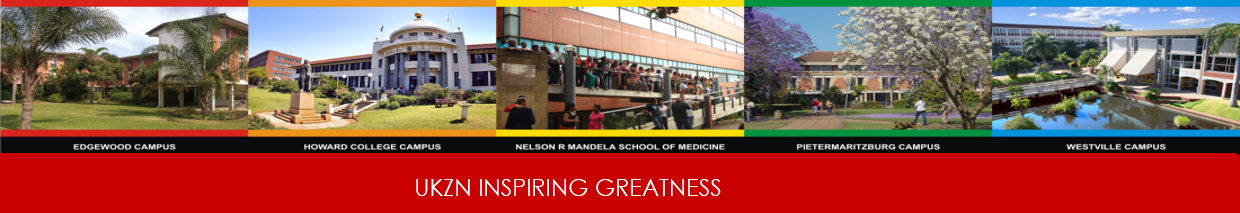 EDGEWOOD CAMPUS
HOWARD COLLEGE CAMPUS
NELSON R MANDELA SCHOOL OF MEDICINE
PIETERMARITZBURG CAMPUS
WESTVILLE CAMPUS
UKZN INSPIRING GREATNESS